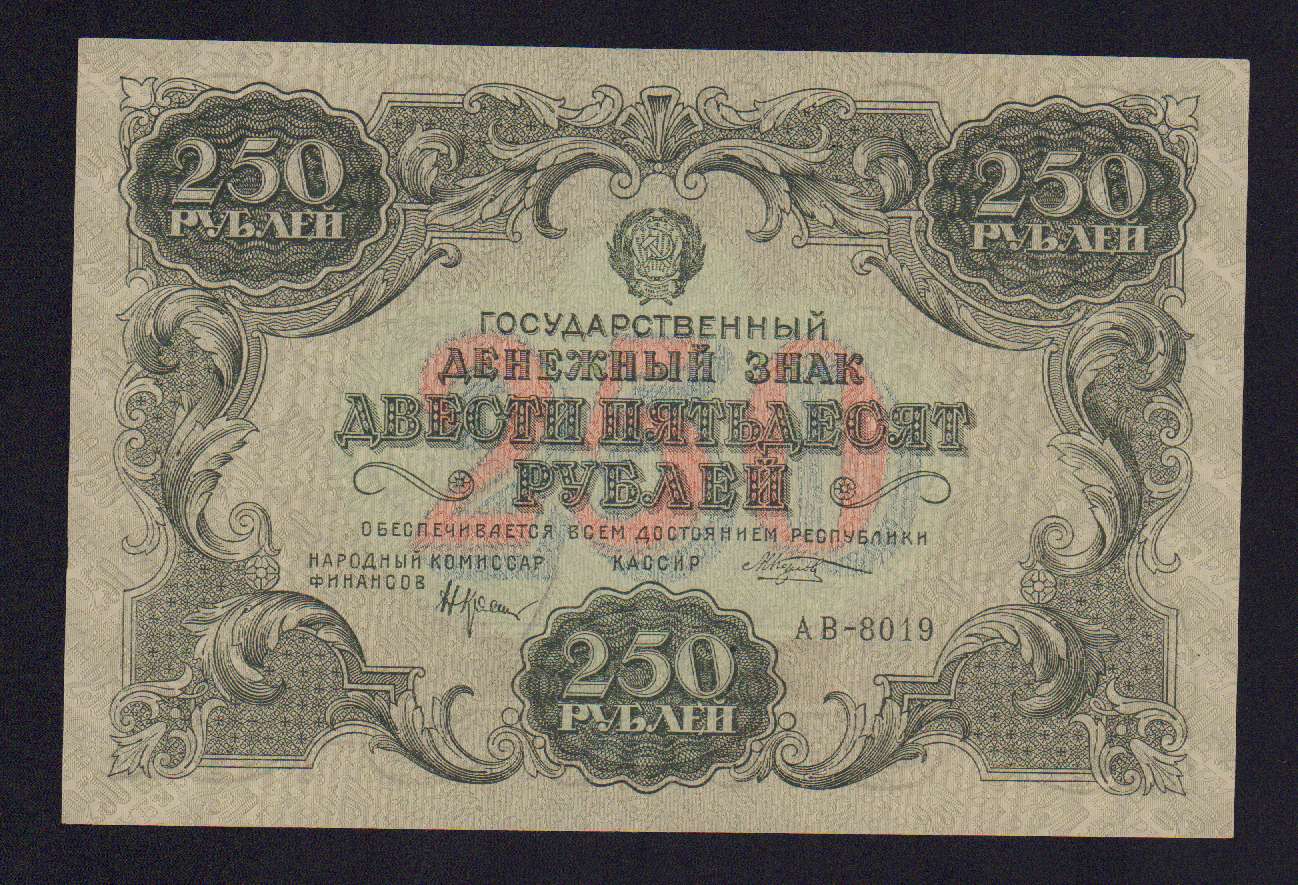 250
РУБЛЕЙ
250
РУБЛЕЙ
ГОСУДАРСТВЕННЫЙ
ДЕНЕЖНЫЙ ЗНАК
250
ДВЕСТИ ПЯТЬДЕСЯТ
РУБЛЕЙ
ОБЕСПЕЧИВАЕТСЯ ВСЕМ ДОСТОЯНИЕМ РЕСПУБЛИКИ
НАРОДНЫЙ КОМИССАР
ФИНАНСОВ
КАССИР
АВ-8019
250
РУБЛЕЙ